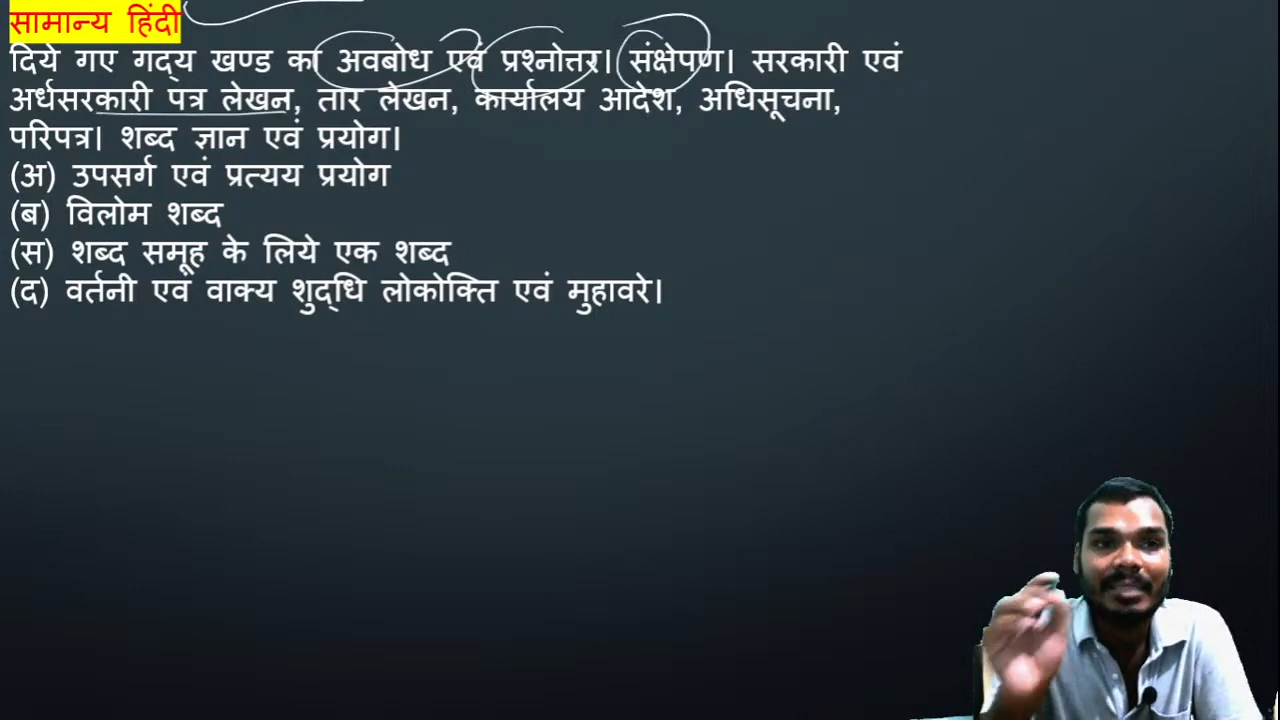 सामान्य हिंदी
दिये गए गद्य खण्ड का अवबोध एवं प्रश्नोत्तर। संक्षेपण। सरकारी एवं
अर्धसरकारी पत्र लेखन, तार लेखन, कार्यालय आदेश, अधिसूचना,
परिपत्र। शब्द ज्ञान एवं प्रयोग।
(अ) उपसर्ग एवं प्रत्यय प्रयोग
(ब) विलोम शब्द
(स) शब्द समूह के लिये एक शब्द
(द) वर्तनी एवं वाक्य शुद्धि लोकोक्ति एवं मुहावरे।